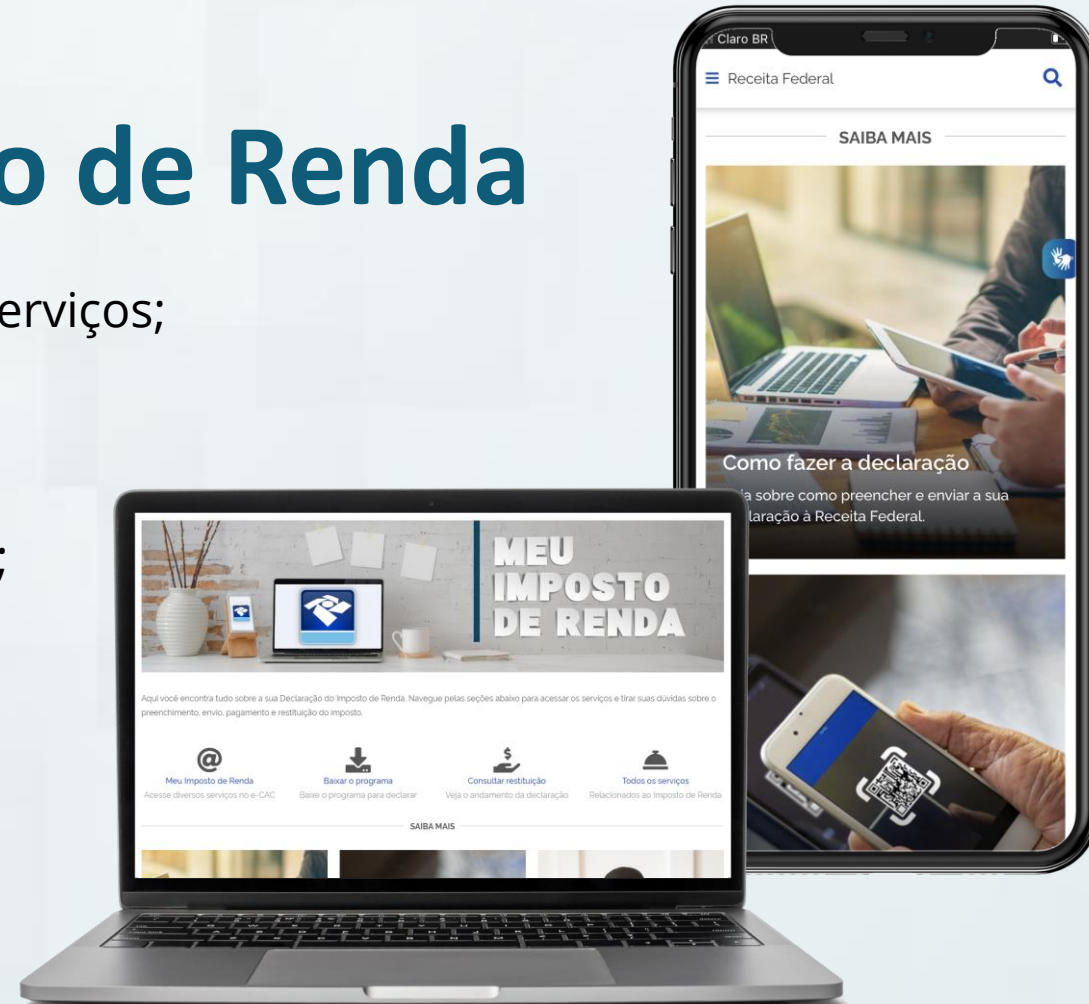 o de Renda
erviços;
;
Claro BR
Receita Federal
SAIBA MAIS
Como fazer a declaração
sobre como preencher e enviar a sua
laração à Receita Federal.
MEU
IMPOSTO
DE RENDA
Aqui você encontra tudo sobre a sua Declaração do Imposto de Renda. Navegue pelas seções abaixo para acessar os serviços e tirar suas dúvidas sobre o
preenchimento, envio, pagamento e restituição do imposto.
Meu Imposto de Renda
Acesse diversos serviços no e-CAC
Baixar o programa
Baixe o programa para declarar
Consultar restituição
Veja o andamento da declaração
Todos os serviços
Relacionados ao Imposto de Renda
SAIBA MAIS